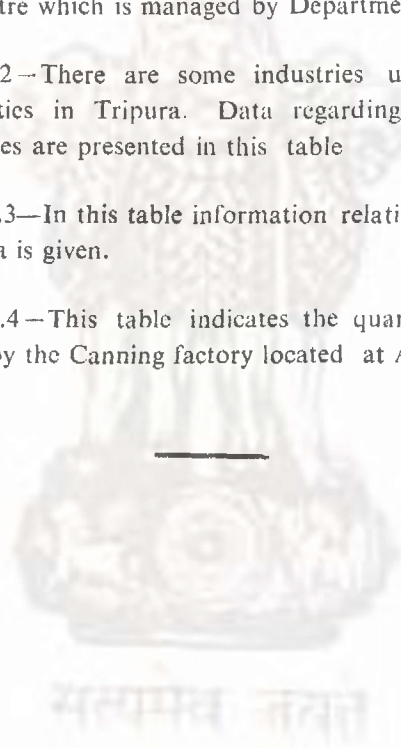 tre which is managed by Departme
2—There are some industries u
tics in Tripura. Data regarding
es are presented in this table
.3—In this table information relati
a is given.
.4—This table indicates the quan
by the Canning factory located at A
सत्यमेव जयते